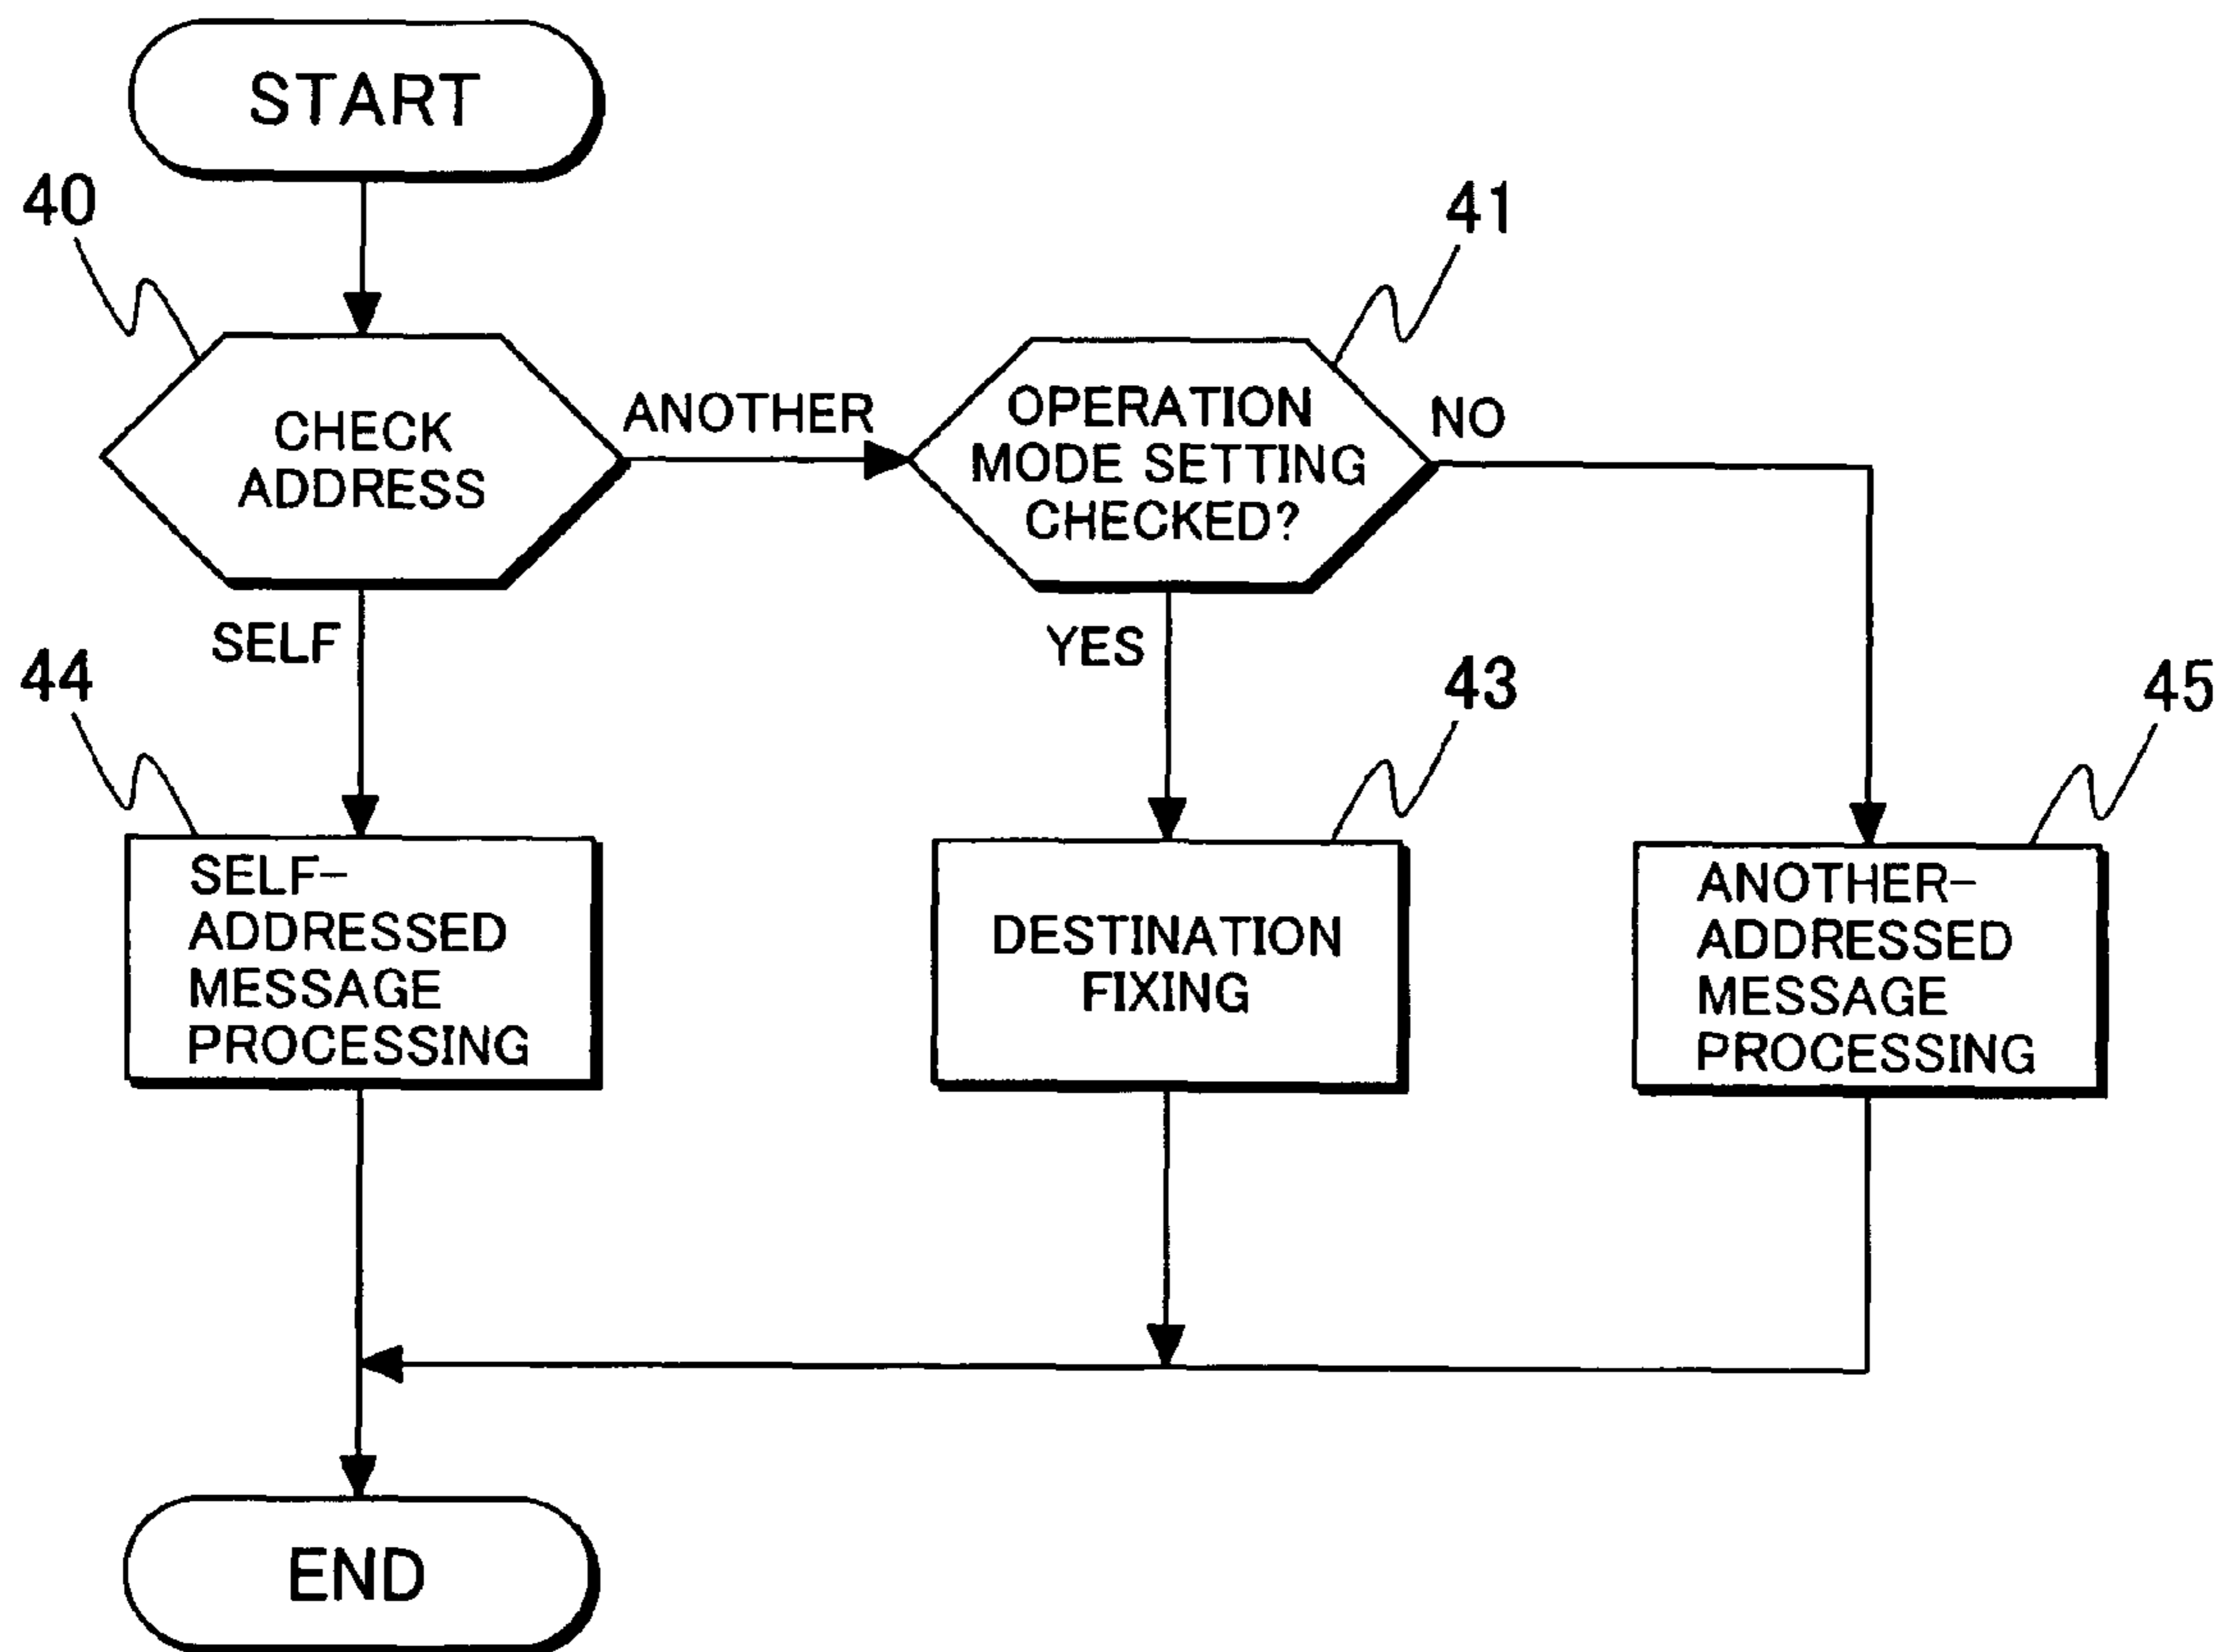 START
40
41
CHECK
ADDRESS
ANOTHER
OPERATION
MODE SETTING
CHECKED?
NO
SELF
YES
44
43
45
SELF-
ADDRESSED
MESSAGE
PROCESSING
DESTINATION
FIXING
ANOTHER-
ADDRESSED
MESSAGE
PROCESSING
END